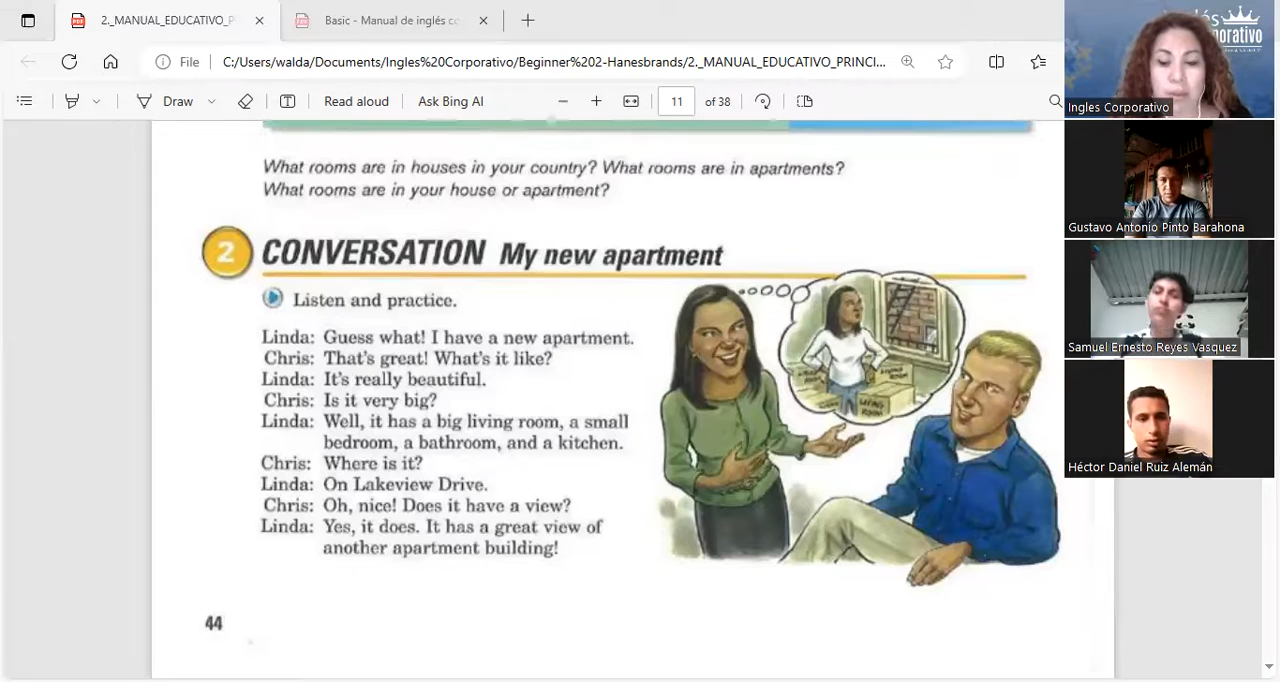 2._MANUAL_EDUCATIVO_P
Basic - Manual de inglés co
File
C:/Users/walda/Documents/Ingles%20Corporativo/Beginner%202-Hanesbrands/2._MANUAL_EDUCATIVO_PRINCI...
Draw
Read aloud
Ask Bing AI
11
of 38
What rooms are in houses in your country? What rooms are in apartments?
What rooms are in your house or apartment?
2 CONVERSATION My new apartment
Listen and practice.
Linda: Guess what! I have a new apartment.
Chris: That's great! What's it like?
Linda: It's really beautiful.
Chris: Is it very big?
Linda: Well, it has a big living room, a small
bedroom, a bathroom, and a kitchen.
Chris: Where is it?
Linda: On Lakeview Drive.
Chris: Oh, nice! Does it have a view?
Linda: Yes, it does. It has a great view of
another apartment building!
LIVING
ROOM
44
Ingles Corporativo
Gustavo Antonio Pinto Barahona
Samuel Ernesto Reyes Vasquez
Héctor Daniel Ruiz Alemán